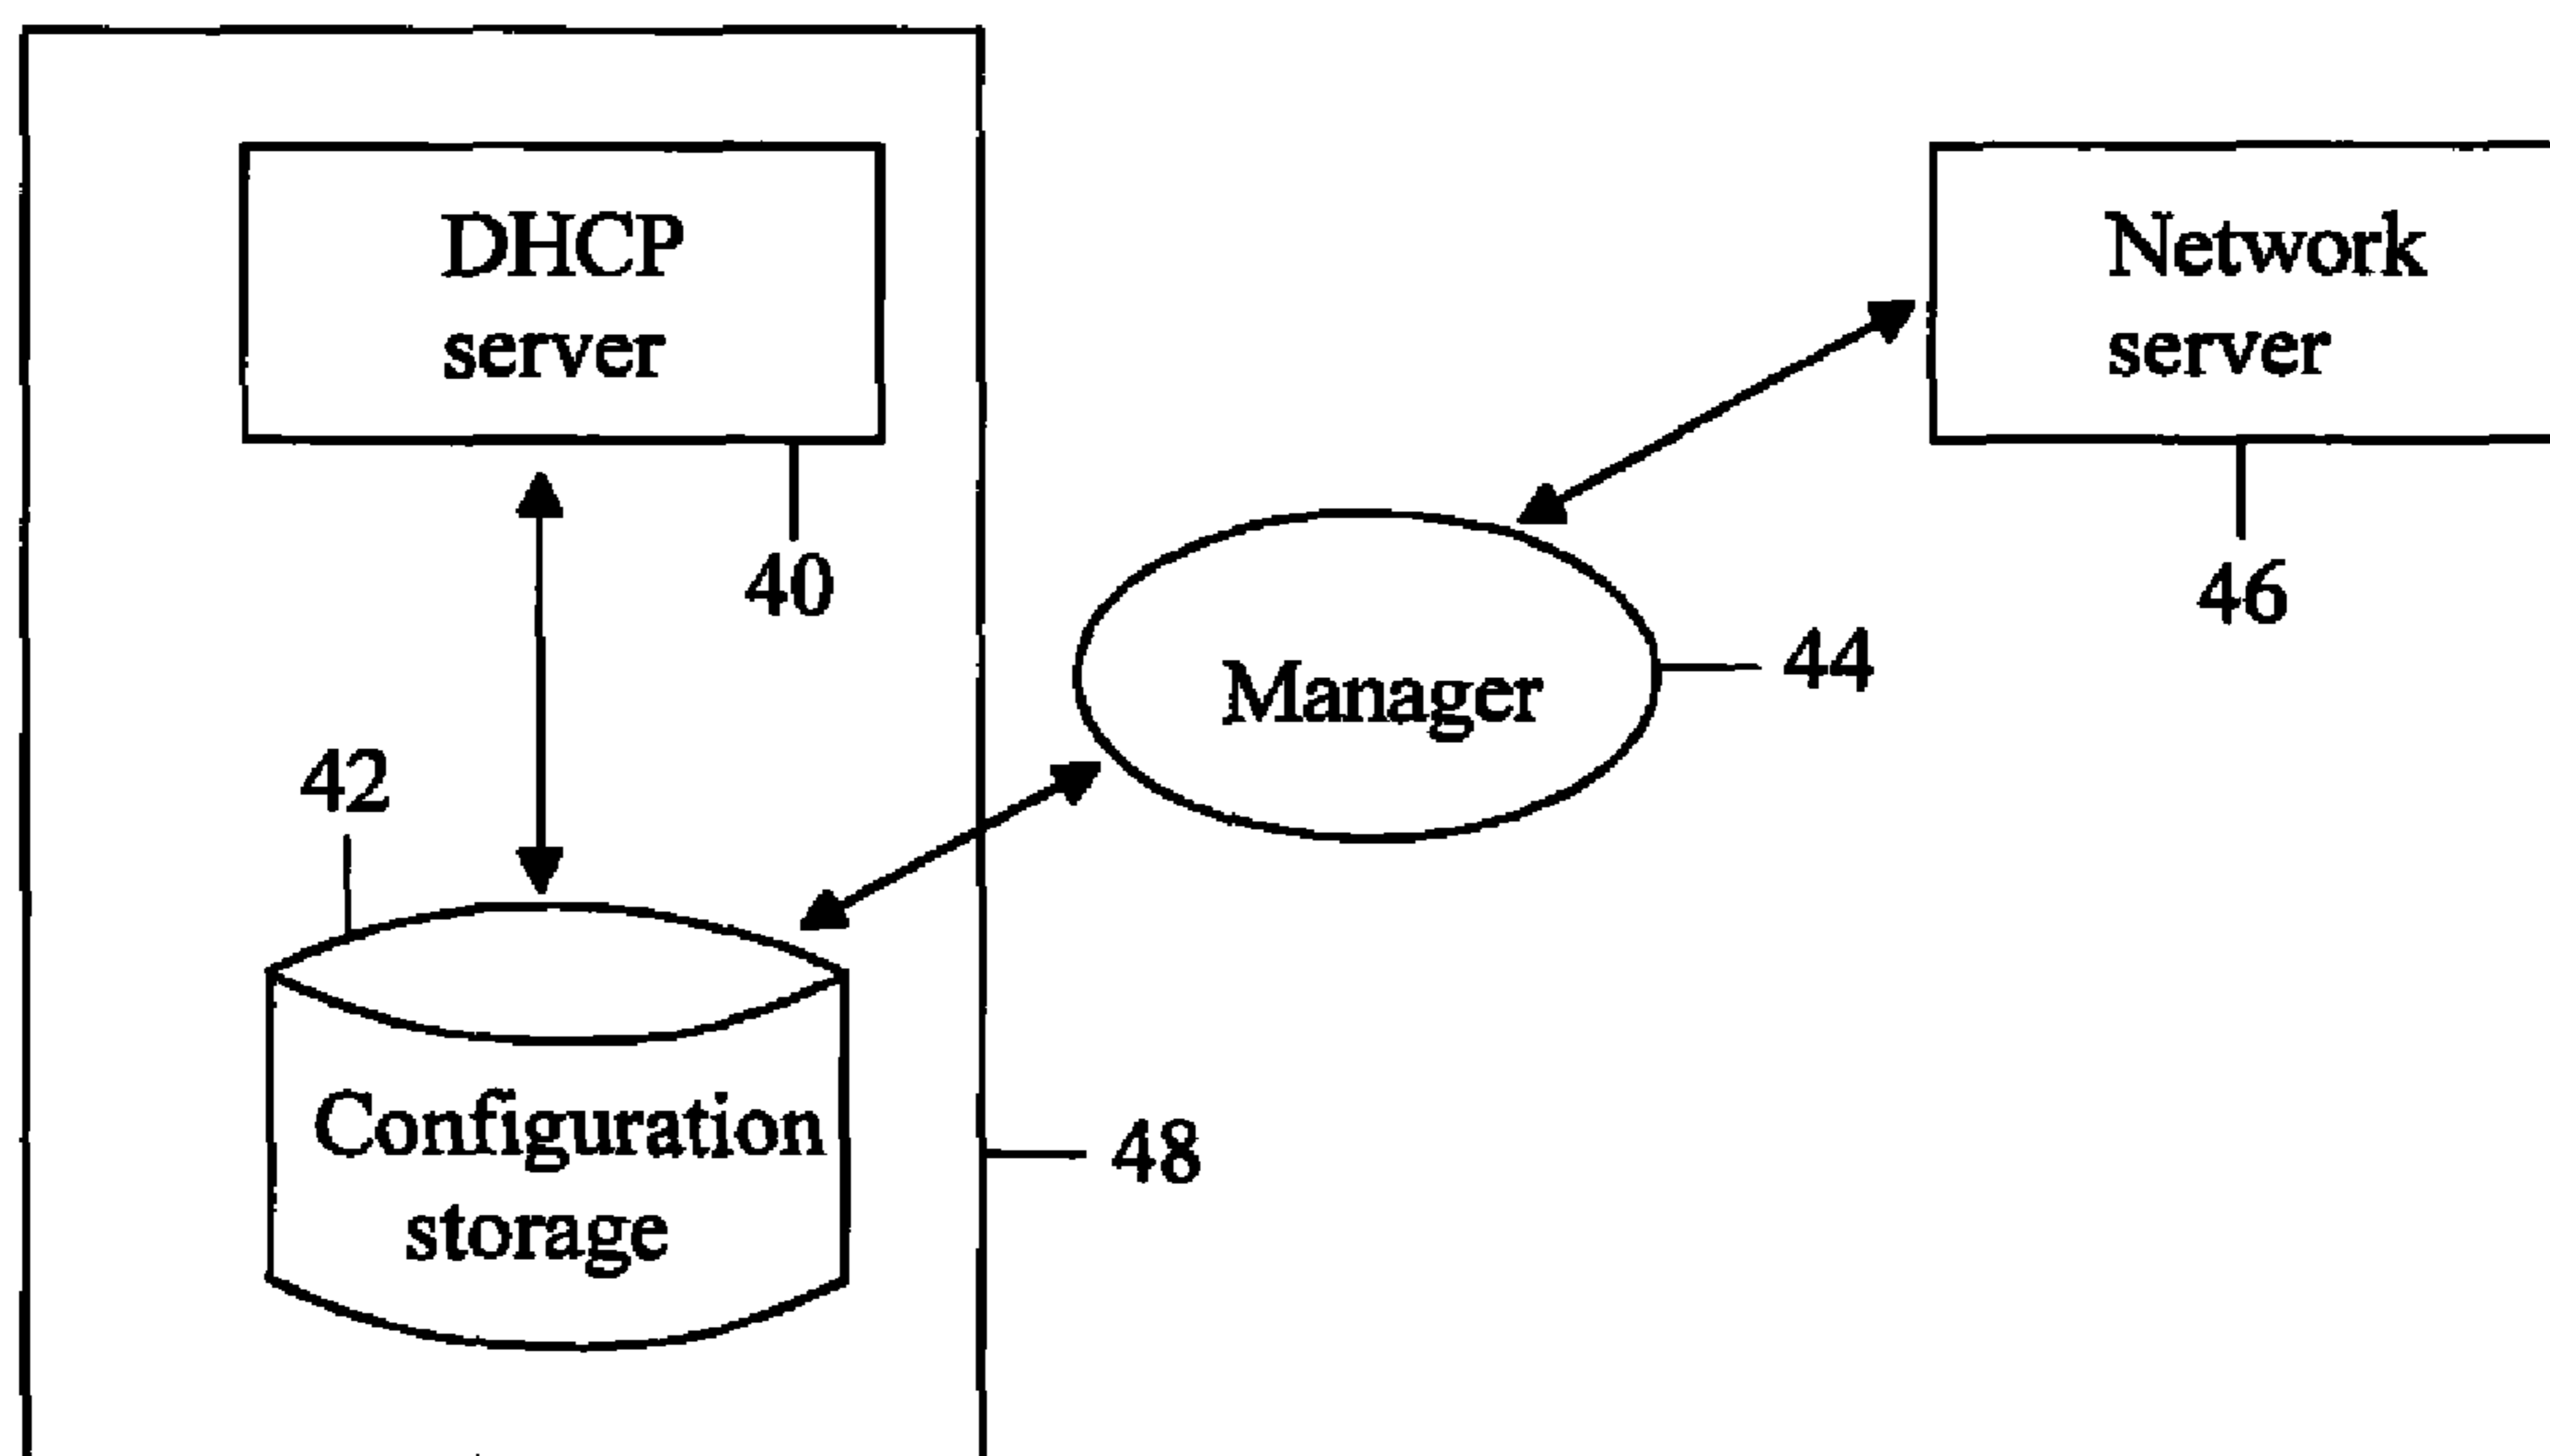 DHCP
server
40
Network
server
46
Manager
44
42
Configuration
storage
48